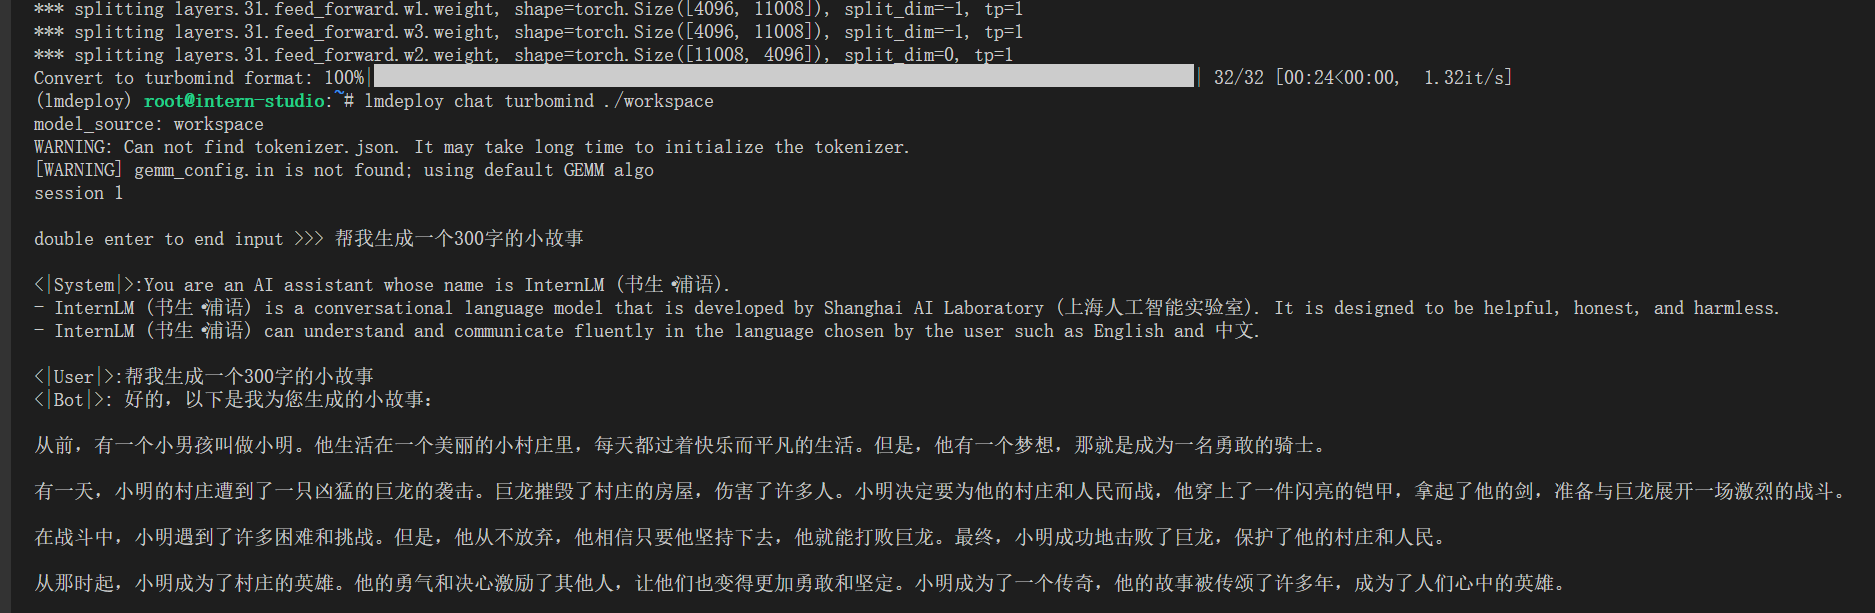 *** splitting layers.31.feed_forward.w1.weight, shape=torch.Size([4096, 11008]), split_dim=-1, tp=1
*** splitting layers.31.feed_forward.w3.weight, shape=torch.Size([4096, 11008]), split_dim=-1, tp=1
*** splitting layers.31.feed_forward.w2.weight, shape=torch.Size([11008, 4096]), split_dim=0, tp=1
Convert to turbomind format: 100%| | 32/32 [00:24<00:00,  1.32it/s]
(lmdeploy) root@intern-studio:~# lmdeploy chat turbomind ./workspace
model_source: workspace
WARNING: Can not find tokenizer.json. It may take long time to initialize the tokenizer.
[WARNING] gemm_config.in is not found; using default GEMM algo
session 1
double enter to end input >>> 帮我生成一个300字的小故事
<|System|>:You are an AI assistant whose name is InternLM (书生·浦语).
- InternLM (书生·浦语) is a conversational language model that is developed by Shanghai AI Laboratory (上海人工智能实验室). It is designed to be helpful, honest, and harmless.
- InternLM (书生·浦语) can understand and communicate fluently in the language chosen by the user such as English and 中文.
<|User|>:帮我生成一个300字的小故事
<|Bot|>: 好的，以下是我为您生成的小故事：
从前，有一个小男孩叫做小明。他生活在一个美丽的小村庄里，每天都过着快乐而平凡的生活。但是，他有一个梦想，那就是成为一名勇敢的骑士。
有一天，小明的村庄遭到了一只凶猛的巨龙的袭击。巨龙摧毁了村庄的房屋，伤害了许多人。小明决定要为他的村庄和人民而战，他穿上了一件闪亮的铠甲，拿起了他的剑，准备与巨龙展开一场激烈的战斗。
在战斗中，小明遇到了许多困难和挑战。但是，他从不放弃，他相信只要他坚持下去，他就能打败巨龙。最终，小明成功地击败了巨龙，保护了他的村庄和人民。
从那时起，小明成为了村庄的英雄。他的勇气和决心激励了其他人，让他们也变得更加勇敢和坚定。小明成为了一个传奇，他的故事被传颂了许多年，成为了人们心中的英雄。